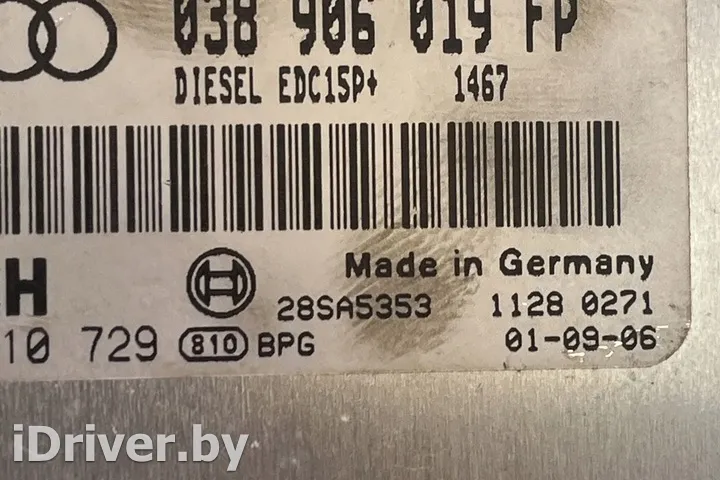 038 906 019 FP
DIESEL EDC15P+ 1467
Made in Germany
28SA5353 1128 0271
10 729 810 BPG 01-09-06
iDriver.by